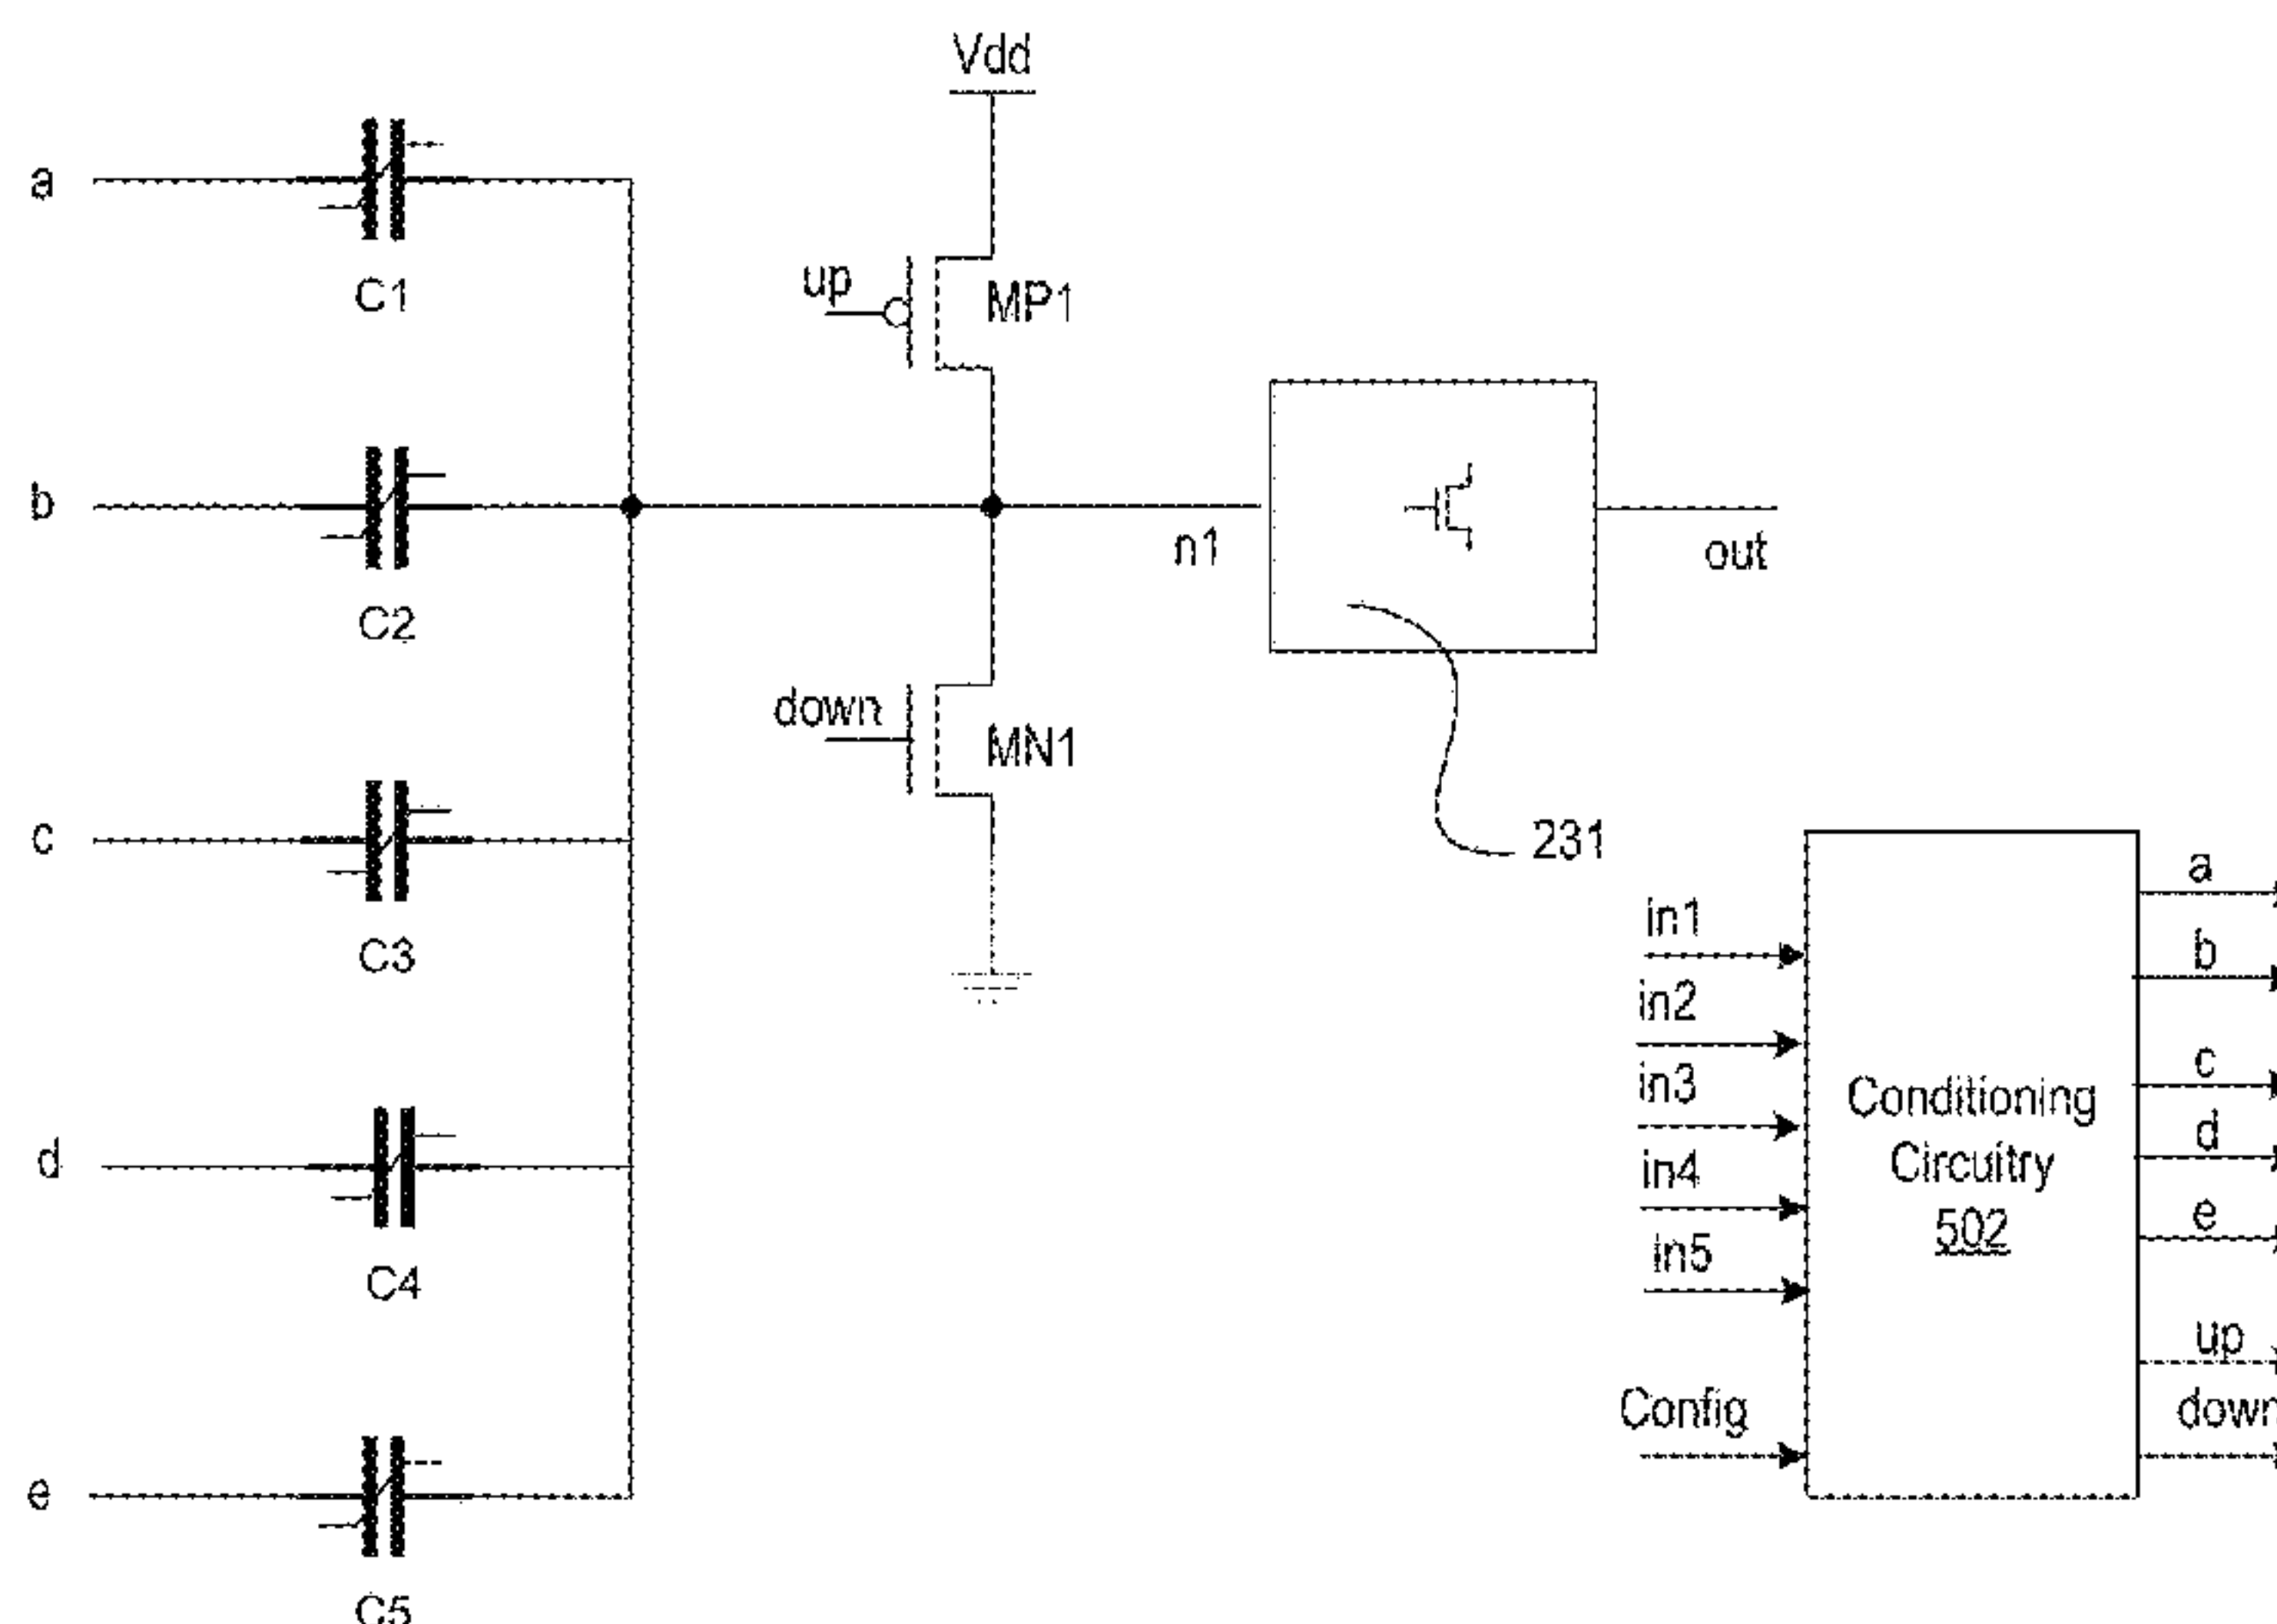 Vdd
a
C1
up
MP1
b
C2
n1
out
down
MN1
c
C3
231
d
C4
e
C5
in1
in2
in3
in4
in5
Config
Conditioning
Circuitry
502
a
b
c
d
e
up
down